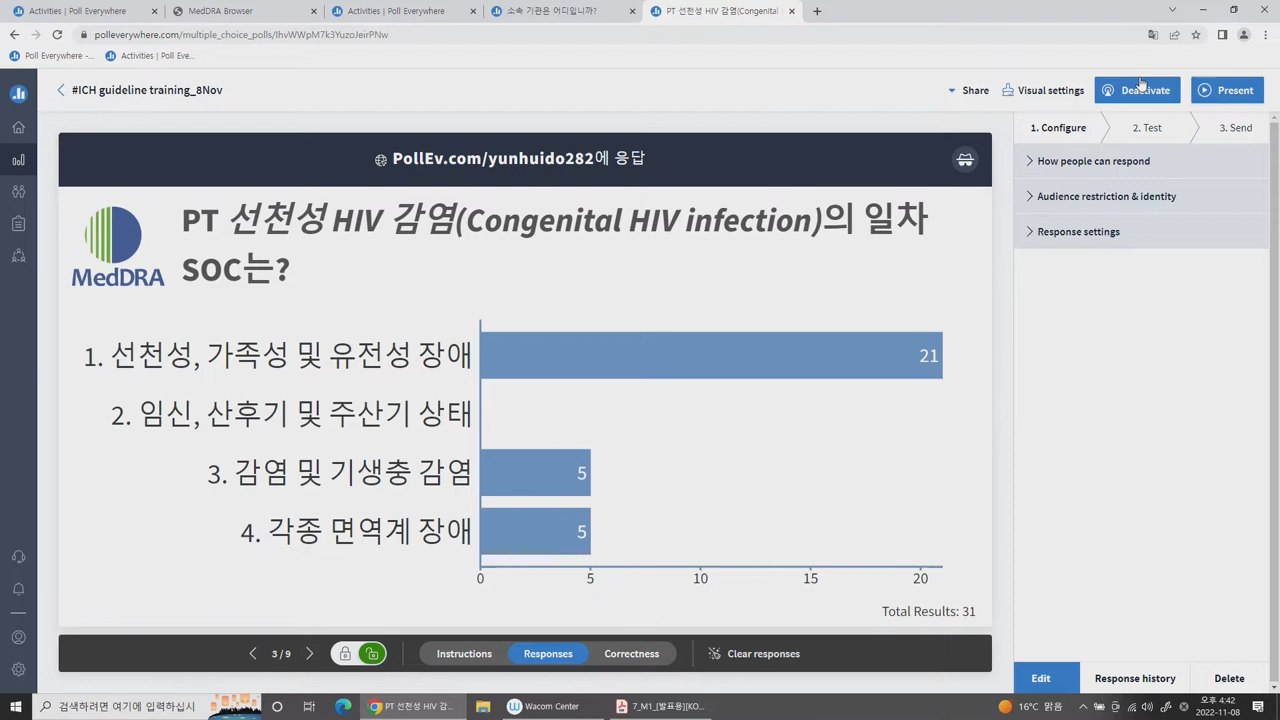 Activities | Poll Everywhere
MedDRA Browser
Activities | Poll Everywhere
소속 기관은 어디입니까?
PT 선천성 HIV 감염(Congenital
polleverywhere.com/multiple_choice_polls/IhvWWpM7k3YuzoJeirPNw
Poll Everywhere -...
Activities | Poll Eve...
#ICH guideline training_8Nov
Share
Visual settings
Deactivate
Present
1. Configure
2. Test
3. Send
How people can respond
Audience restriction & identity
Response settings
PollEv.com/yunhuido282에 응답
MedDRA
PT 선천성 HIV 감염(Congenital HIV infection)의 일차
SOC는?
1. 선천성, 가족성 및 유전성 장애
21
2. 임신, 산후기 및 주산기 상태
3. 감염 및 기생충 감염
5
4. 각종 면역계 장애
5
0 5 10 15 20
Total Results: 31
3 / 9
Instructions
Responses
Correctness
Clear responses
Edit
Response history
Delete
검색하려면 여기에 입력하십시
PT 선천성 HIV 감...
Wacom Center
7_M1_[발표용][KO...
16°C 맑음
오후 4:42
2022-11-08